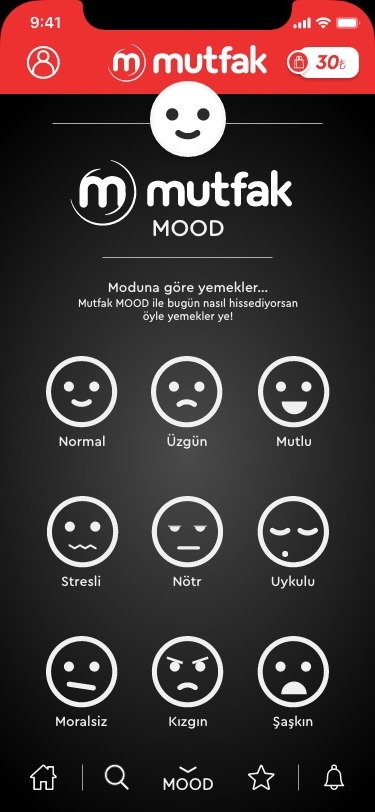 9:41
m mutfak
30₺
m mutfak
MOOD
Moduna göre yemekler...
Mutfak MOOD ile bugün nasıl hissediyorsan
öyle yemekler ye!
Normal
Üzgün
Mutlu
Stresli
Nötr
Uykulu
Moralsiz
Kızgın
Şaşkın
MOOD